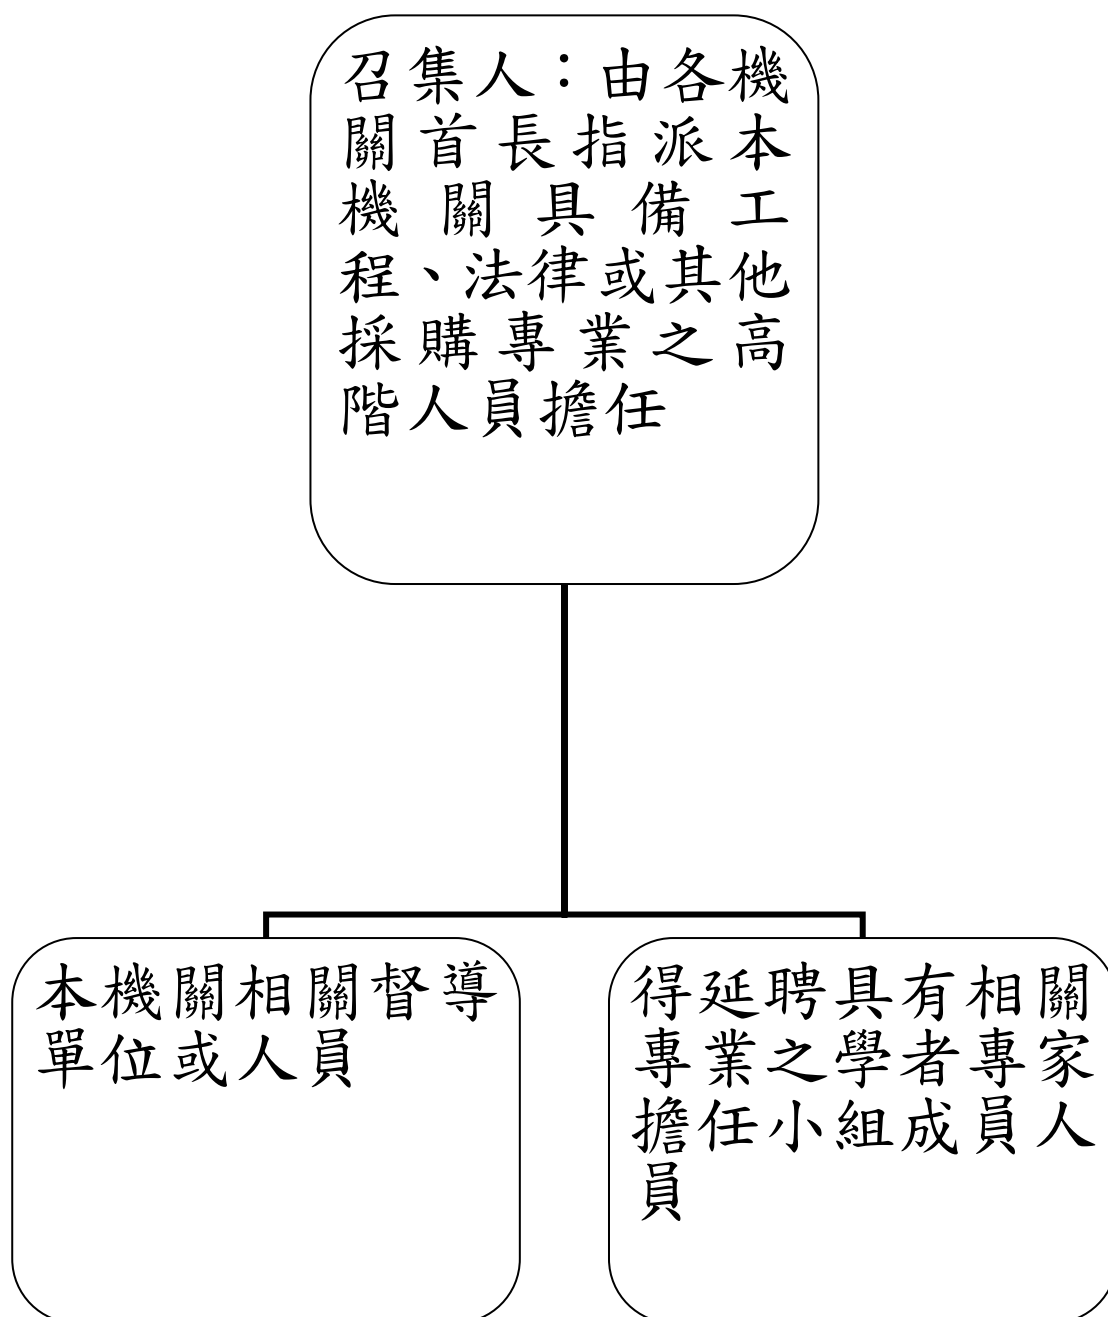 召集人：由各機
關首長指派本
機關具備工
程、法律或其他
採購專業之高
階人員擔任
本機關相關督導
單位或人員
得延聘具有相關
專業之學者專家
擔任小組成員人
員